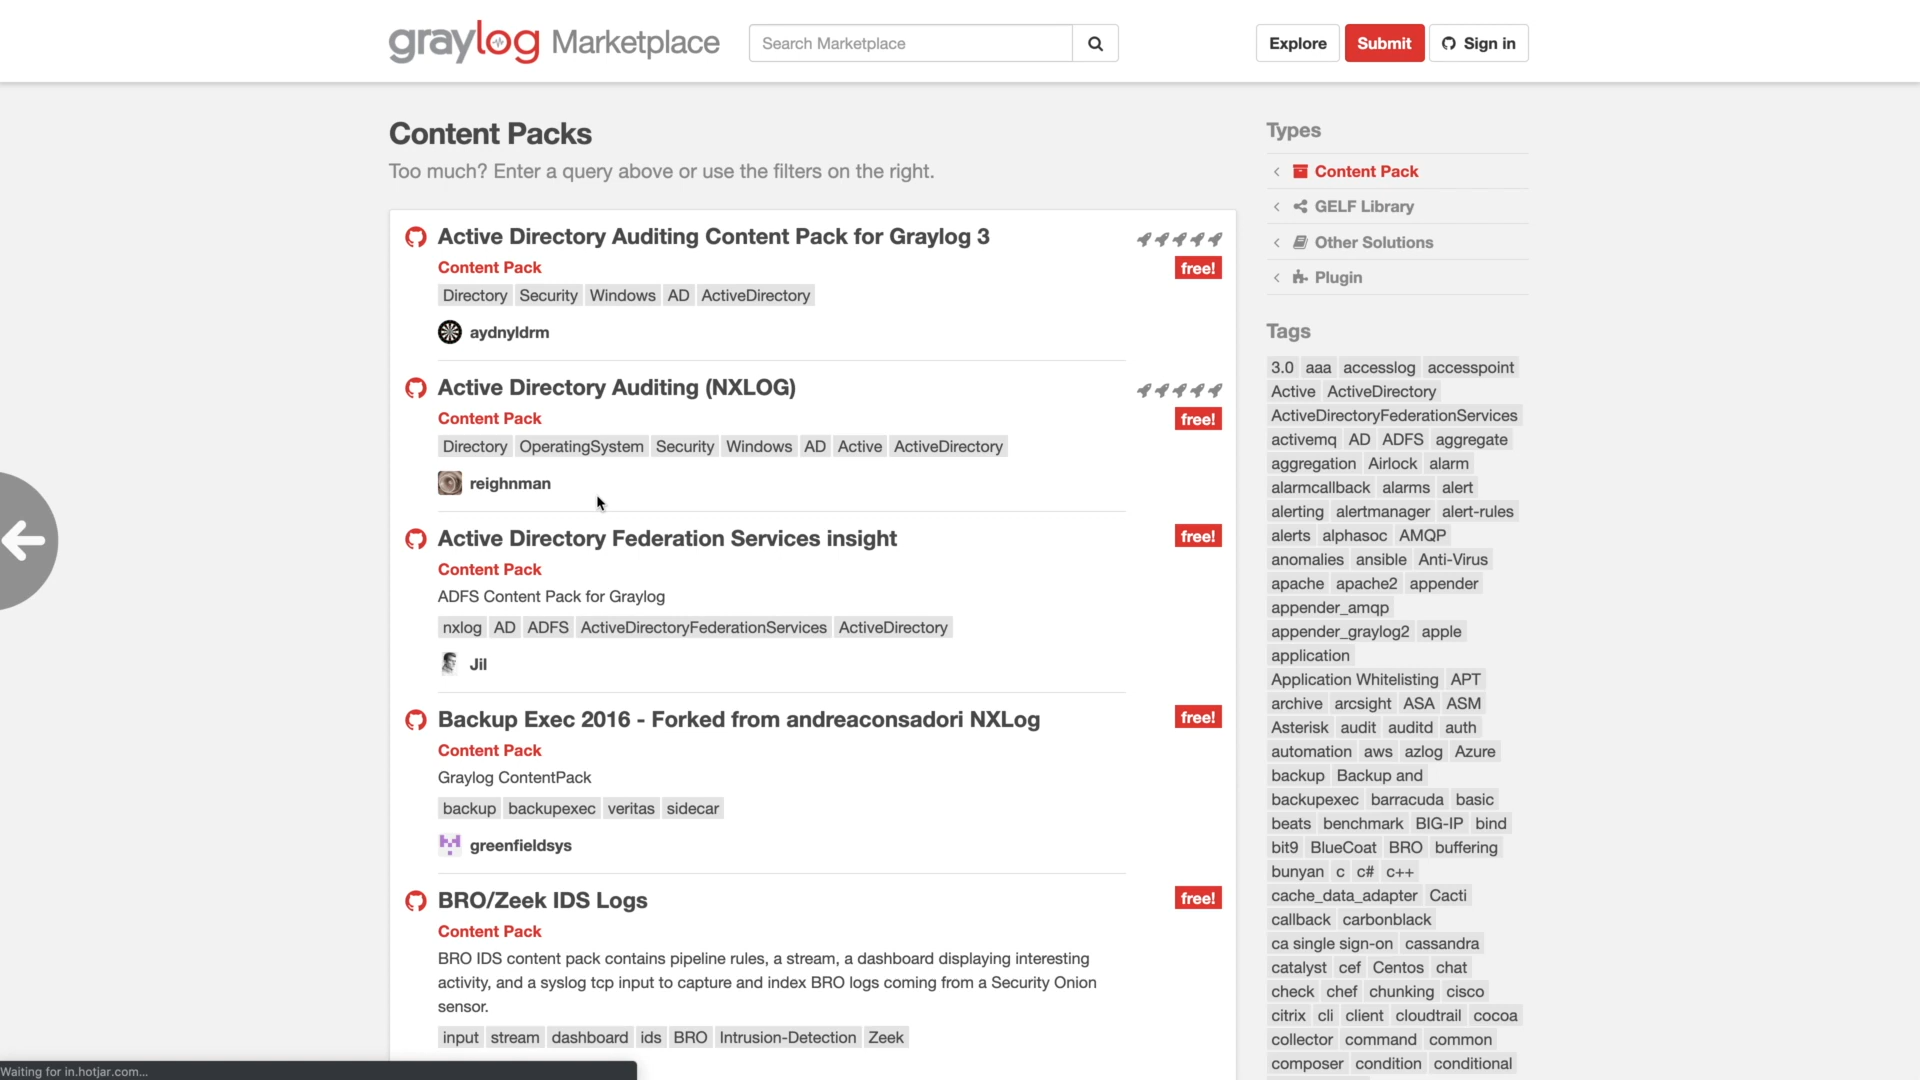 graylog Marketplace
Search Marketplace
Explore
Submit
Sign in
Content Packs
Too much? Enter a query above or use the filters on the right.
Active Directory Auditing Content Pack for Graylog 3
Content Pack
free!
Directory Security Windows AD ActiveDirectory
aydnyldrm
Active Directory Auditing (NXLOG)
Content Pack
free!
Directory OperatingSystem Security Windows AD Active ActiveDirectory
reighnman
Active Directory Federation Services insight
free!
Content Pack
ADFS Content Pack for Graylog
nxlog AD ADFS ActiveDirectoryFederationServices ActiveDirectory
Jil
Backup Exec 2016 - Forked from andreaconsadori NXLog
free!
Content Pack
Graylog ContentPack
backup backupexec veritas sidecar
greenfieldsys
BRO/Zeek IDS Logs
free!
Content Pack
BRO IDS content pack contains pipeline rules, a stream, a dashboard displaying interesting
activity, and a syslog tcp input to capture and index BRO logs coming from a Security Onion
sensor.
input stream dashboard ids BRO Intrusion-Detection Zeek
Types
Content Pack
GELF Library
Other Solutions
Plugin
Tags
3.0 aaa accesslog accesspoint
Active ActiveDirectory
ActiveDirectoryFederationServices
activemq AD ADFS aggregate
aggregation Airlock alarm
alarmcallback alarms alert
alerting alertmanager alert-rules
alerts alphasoc AMQP
anomalies ansible Anti-Virus
apache apache2 appender
appender_amqp
appender_graylog2 apple
application
Application Whitelisting APT
archive arcsight ASA ASM
Asterisk audit auditd auth
automation aws azlog Azure
backup Backup and
backupexec barracuda basic
beats benchmark BIG-IP bind
bit9 BlueCoat BRO buffering
bunyan c c# c++
cache_data_adapter Cacti
callback carbonblack
ca single sign-on cassandra
catalyst cef Centos chat
check chef chunking cisco
citrix cli client cloudtrail cocoa
collector command common
composer condition conditional
Waiting for in.hotjar.com...